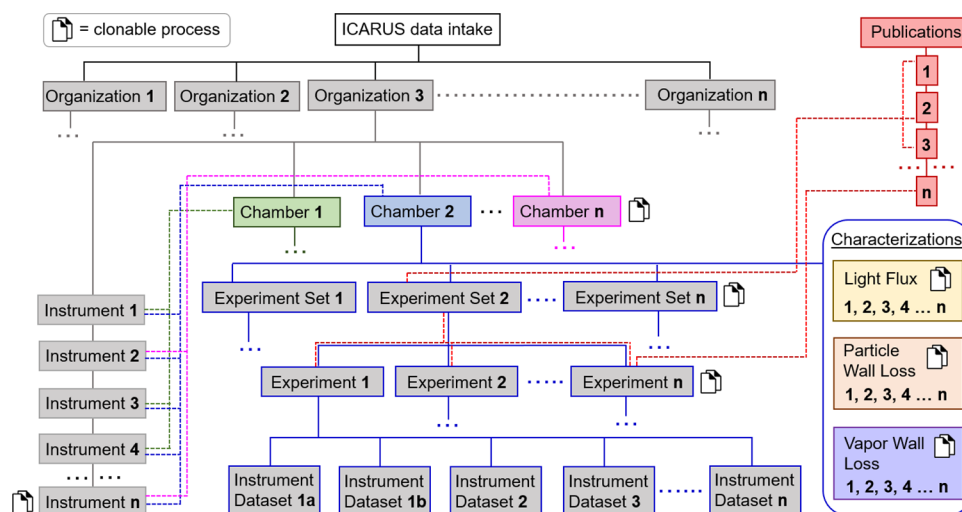 = clonable process
ICARUS data intake
Publications
Organization 1
Organization 2
Organization 3
Organization n
1
2
3
n
Chamber 1
Chamber 2
Chamber n
Characterizations
Light Flux
1, 2, 3, 4 ... n
Particle
Wall Loss
1, 2, 3, 4 ... n
Vapor Wall
Loss
1, 2, 3, 4 ... n
Experiment Set 1
Experiment Set 2
Experiment Set n
Instrument 1
Instrument 2
Instrument 3
Instrument 4
Instrument n
Experiment 1
Experiment 2
Experiment n
Instrument
Dataset 1a
Instrument
Dataset 1b
Instrument
Dataset 2
Instrument
Dataset 3
Instrument
Dataset n